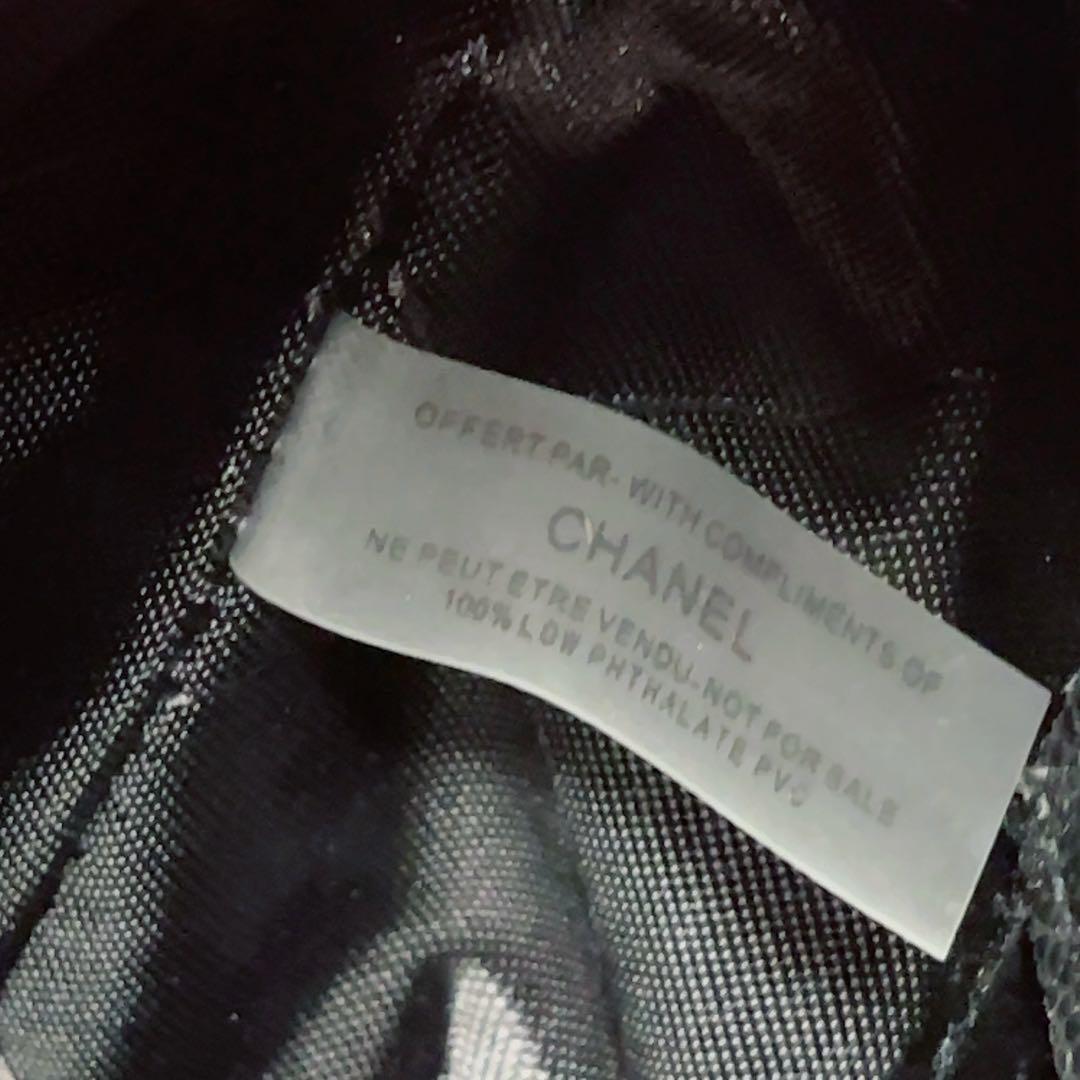 OFFERT PAR- WITH COMPLIMENTS OF
CHANEL
NE PEUT ETRE VENDU-NOT FOR SALE
100% LOW PHTHALATE PVC